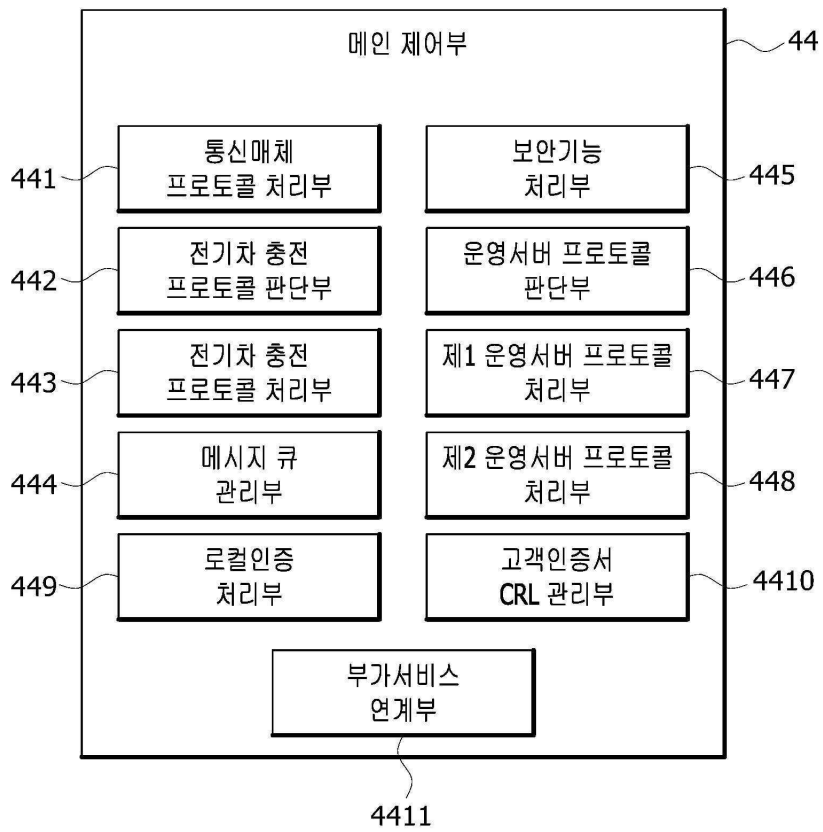 메인 제어부
44
통신매체
프로토콜 처리부
441
보안기능
처리부
445
전기차 충전
프로토콜 판단부
442
운영서버 프로토콜
판단부
446
전기차 충전
프로토콜 처리부
443
제1 운영서버 프로토콜
처리부
447
메시지 큐
관리부
444
제2 운영서버 프로토콜
처리부
448
로컬인증
처리부
449
고객인증서
CRL 관리부
4410
부가서비스
연계부
4411